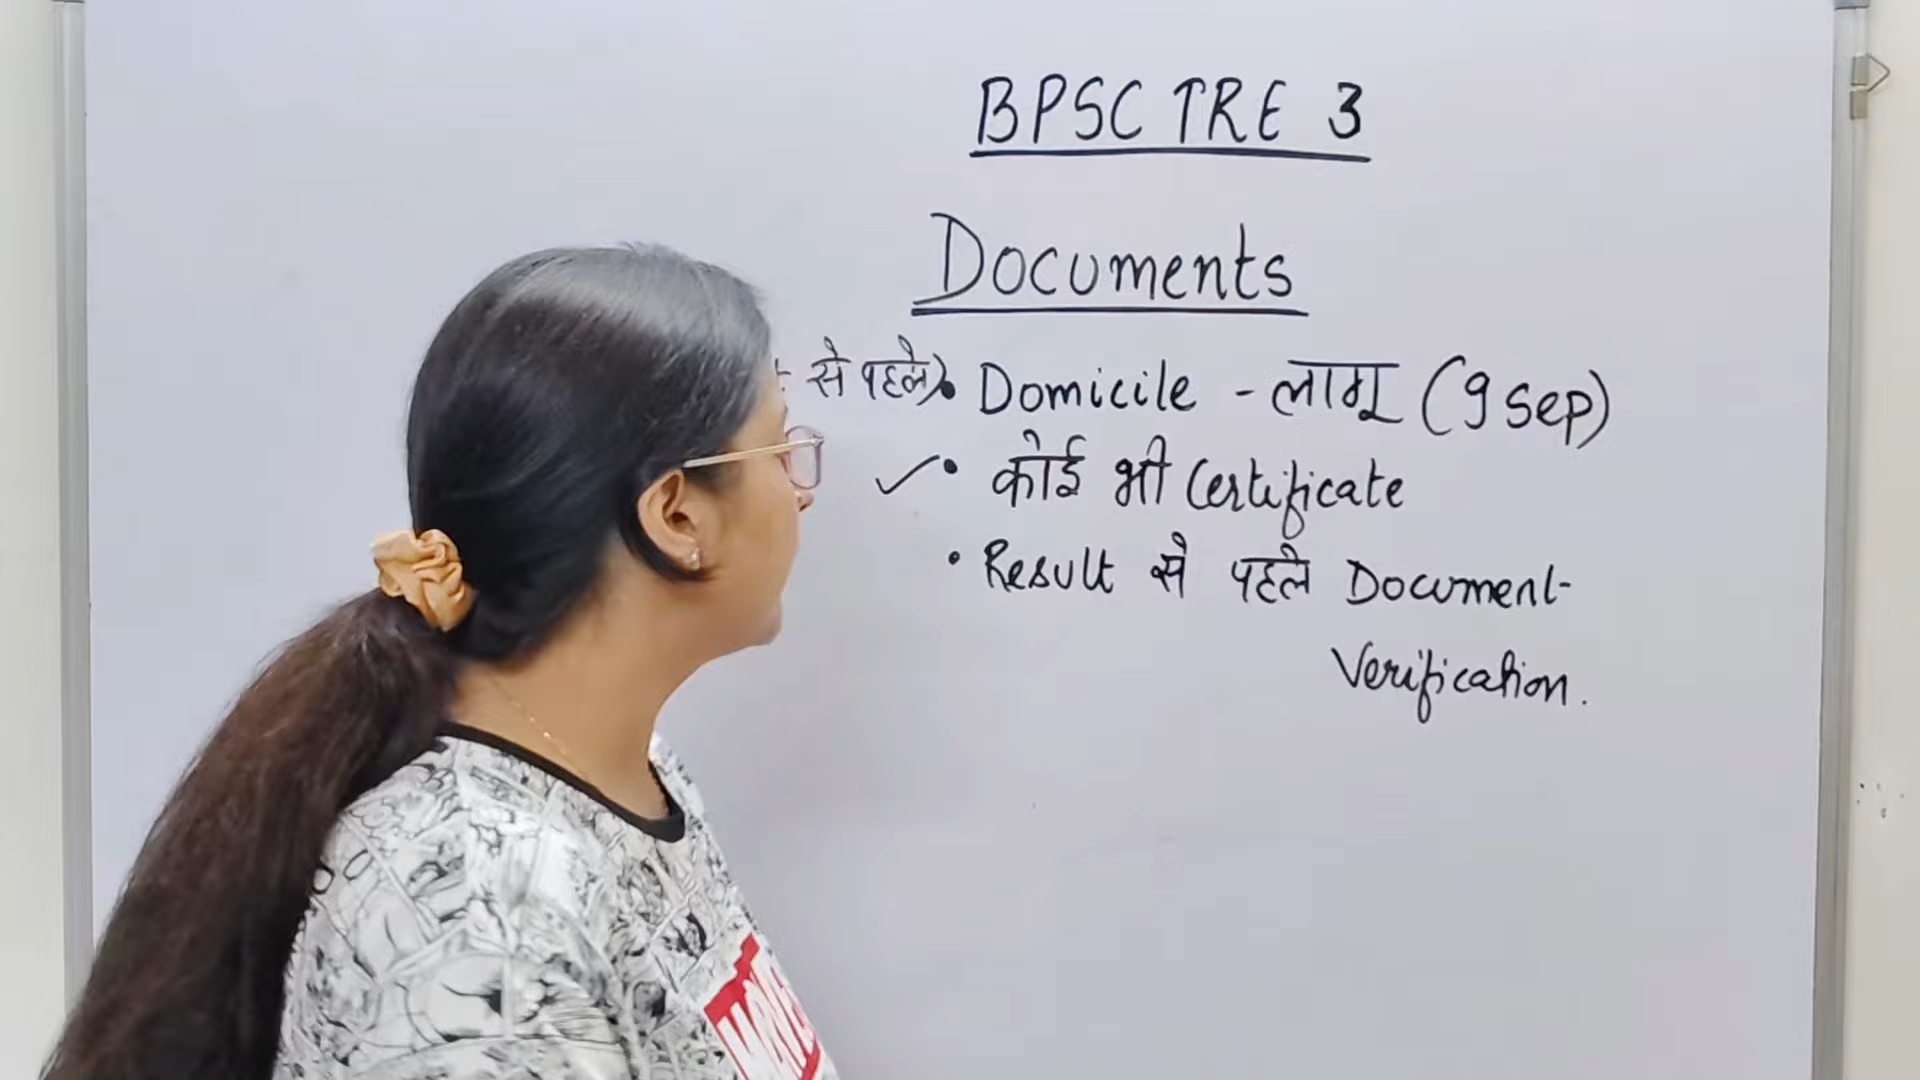 BPSC TRE 3
Documents
से पहले) • Domicile - लागू (9 Sep)
✓ • कोई भी Certificate
• Result से पहले Document-
Verification.